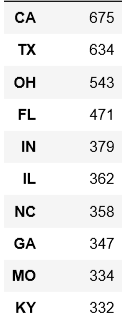 CA 675
TX 634
OH 543
FL 471
IN 379
IL 362
NC 358
GA 347
MO 334
KY 332